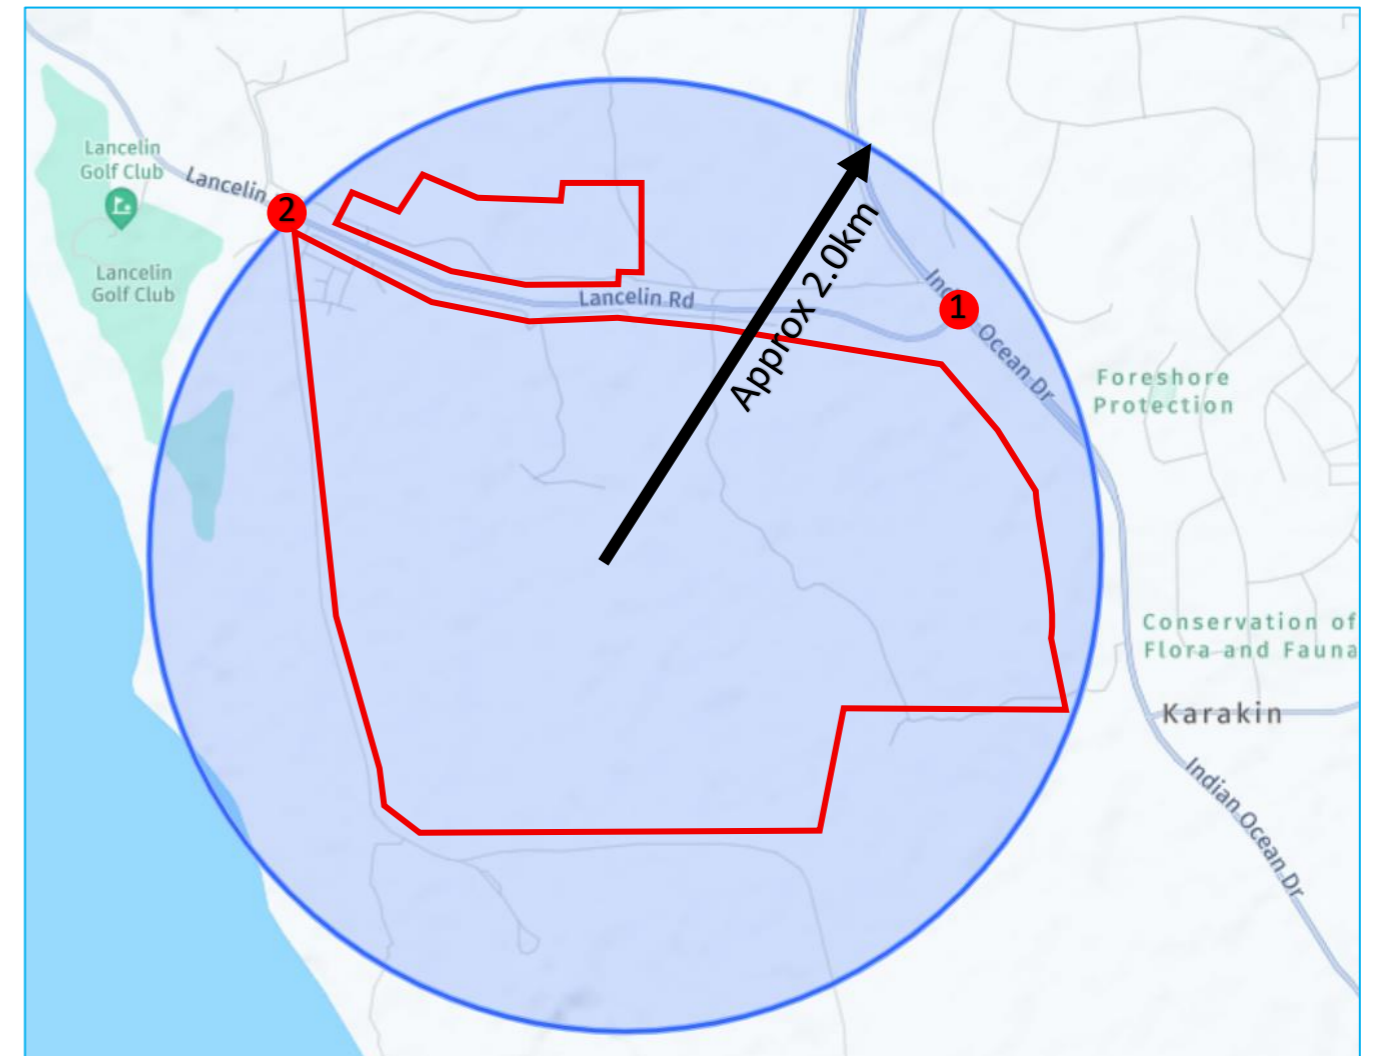 Lancelin
Golf Club
Lancelin
2
Lancelin
Golf Club
Lancelin Rd
Approx 2.0km
Ind
1
Ocean Dr
Foreshore
Protection
Conservation of
Flora and Fauna
Karakin
Indian Ocean Dr